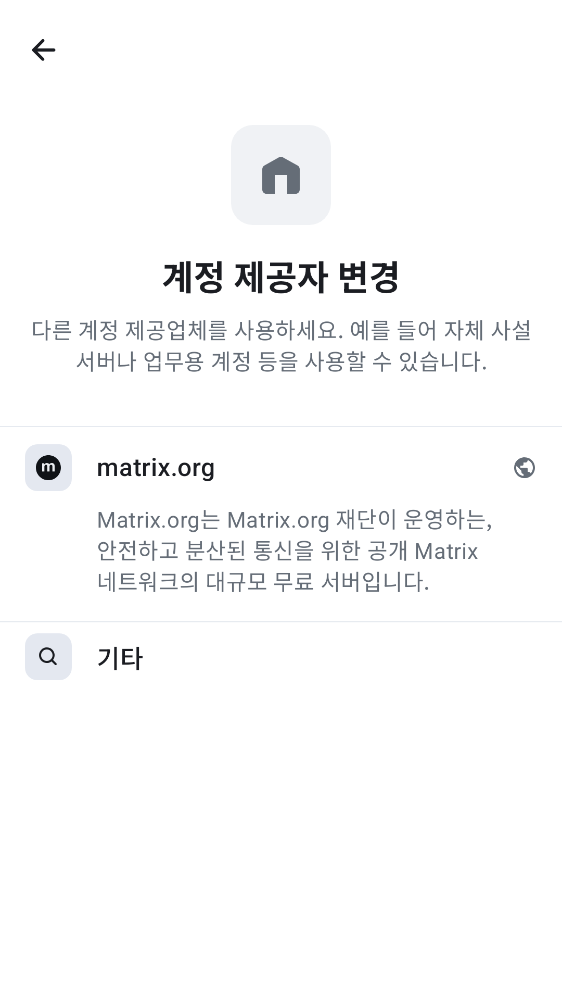 계정 제공자 변경
다른 계정 제공업체를 사용하세요. 예를 들어 자체 사설
서버나 업무용 계정 등을 사용할 수 있습니다.
m
matrix.org
Matrix.org는 Matrix.org 재단이 운영하는,
안전하고 분산된 통신을 위한 공개 Matrix
네트워크의 대규모 무료 서버입니다.
기타